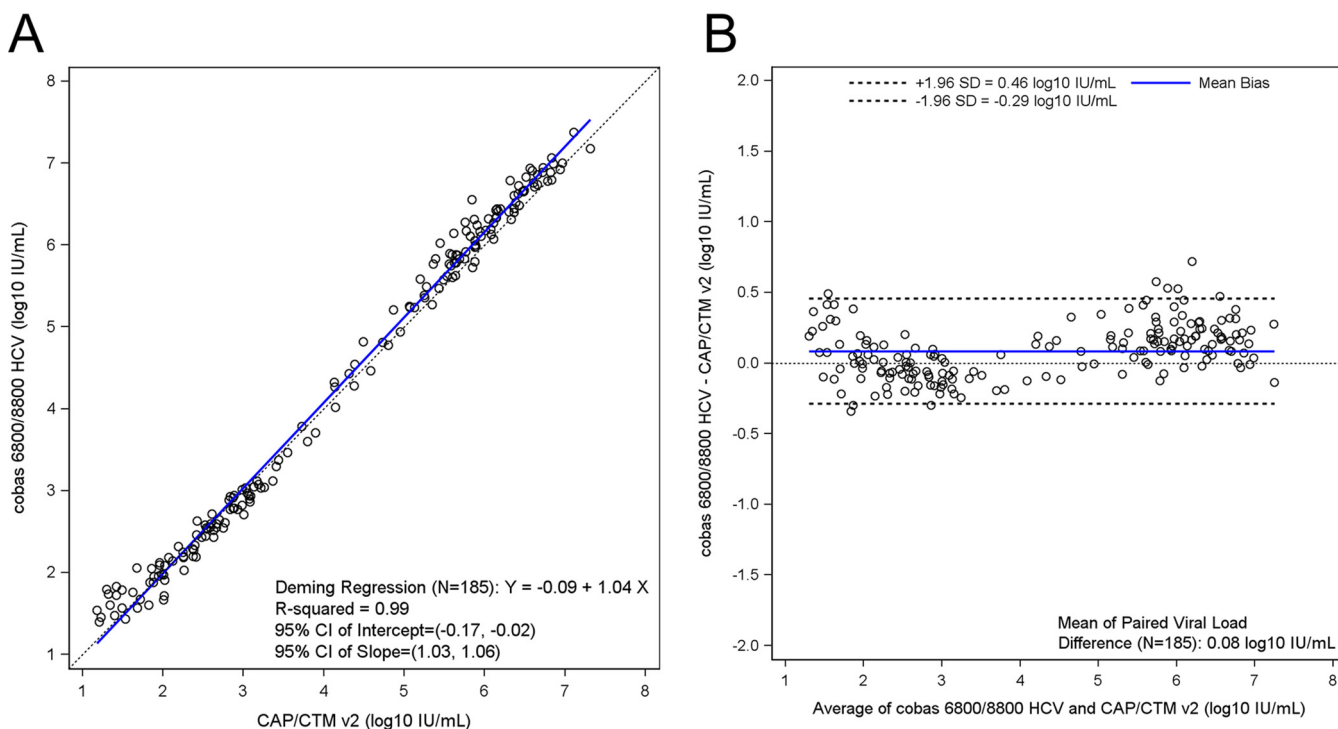 A
B
cobas 6800/8800 HCV (log10 IU/mL)
8
7
6
5
4
3
2
1
Deming Regression (N=185): Y = -0.09 + 1.04 X
R-squared = 0.99
95% CI of Intercept=(-0.17, -0.02)
95% CI of Slope=(1.03, 1.06)
1 2 3 4 5 6 7 8
CAP/CTM v2 (log10 IU/mL)
cobas 6800/8800 HCV - CAP/CTM v2 (log10 IU/mL)
+1.96 SD = 0.46 log10 IU/mL
-1.96 SD = -0.29 log10 IU/mL
Mean Bias
2.0
1.5
1.0
0.5
0.0
-0.5
-1.0
-1.5
-2.0
Mean of Paired Viral Load
Difference (N=185): 0.08 log10 IU/mL
1 2 3 4 5 6 7 8
Average of cobas 6800/8800 HCV and CAP/CTM v2 (log10 IU/mL)